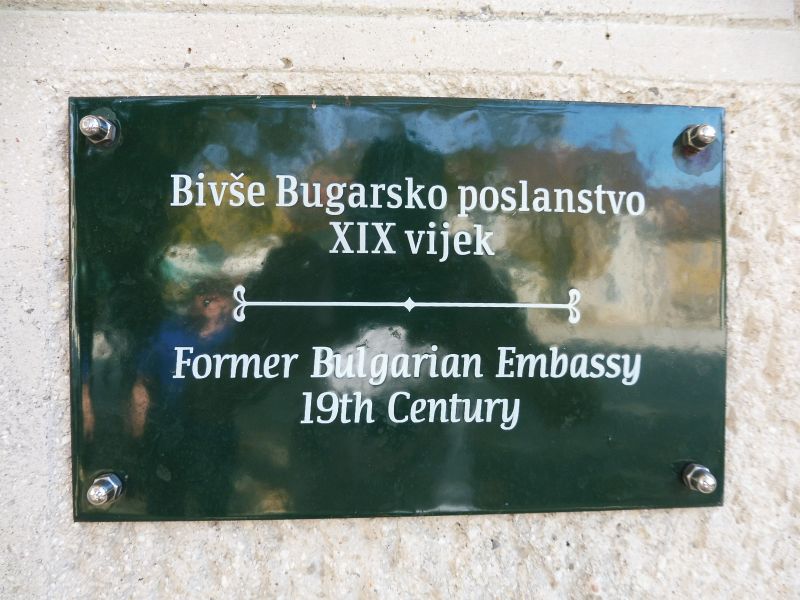 Bivše Bugarsko poslanstvo
XIX vijek
Former Bulgarian Embassy
19th Century